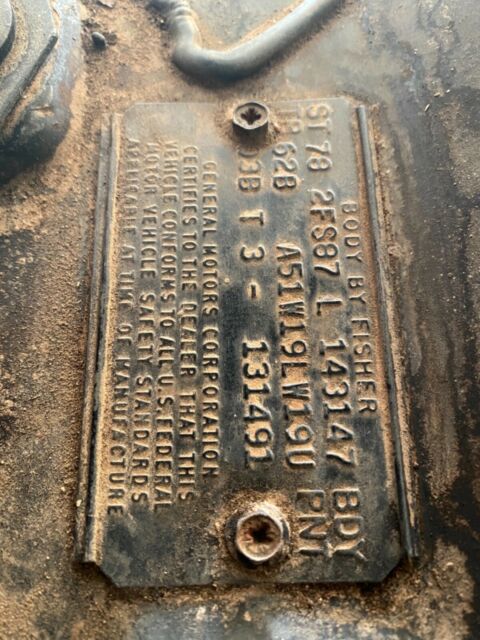 BODY BY FISHER
ST 78 2FS87 L 143147 BDY
TR 62B A51W19LW19U PNT
03B T 3 - 131491
GENERAL MOTORS CORPORATION
CERTIFIES TO THE DEALER THAT THIS
VEHICLE CONFORMS TO ALL U.S. FEDERAL
MOTOR VEHICLE SAFETY STANDARDS
APPLICABLE AT TIME OF MANUFACTURE